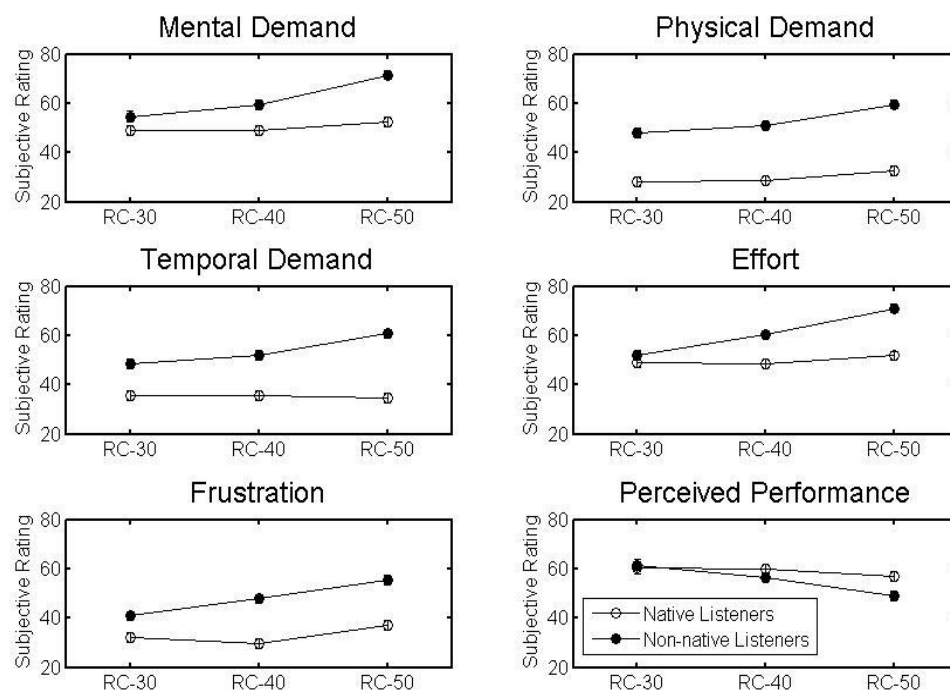 Mental Demand
Subjective Rating
80
60
40
20
RC-30 RC-40 RC-50
Physical Demand
Subjective Rating
80
60
40
20
RC-30 RC-40 RC-50
Temporal Demand
Subjective Rating
80
60
40
20
RC-30 RC-40 RC-50
Effort
Subjective Rating
80
60
40
20
RC-30 RC-40 RC-50
Frustration
Subjective Rating
80
60
40
20
RC-30 RC-40 RC-50
Perceived Performance
Subjective Rating
80
60
40
20
Native Listeners
Non-native Listeners
RC-30 RC-40 RC-50